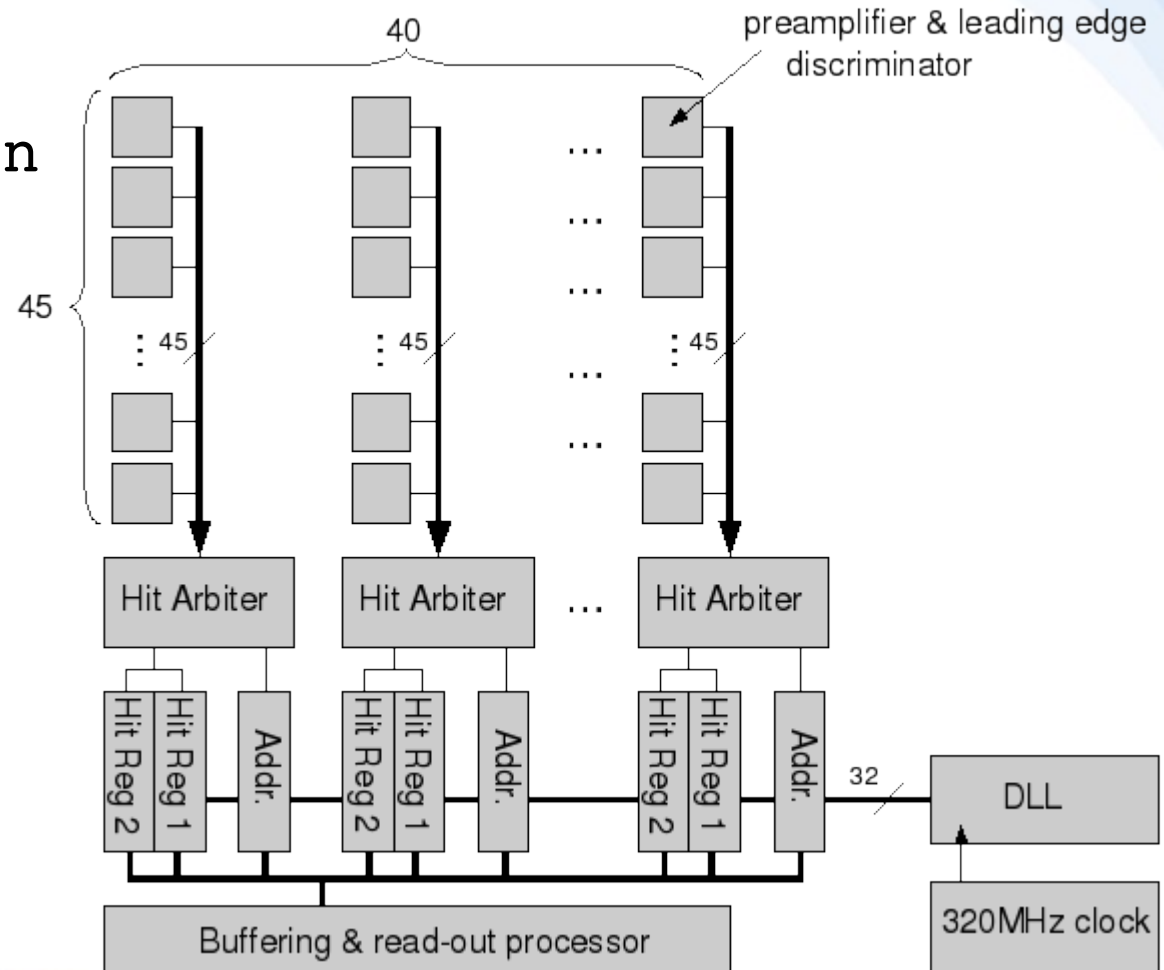 40
preamplifier & leading edge
discriminator
n
...
...
...
45
45
45
45
...
...
Hit Arbiter
Hit Arbiter
...
Hit Arbiter
Hit Reg 2
Hit Reg 1
Addr.
Hit Reg 2
Hit Reg 1
Addr.
Hit Reg 2
Hit Reg 1
Addr.
32
DLL
320MHz clock
Buffering & read-out processor